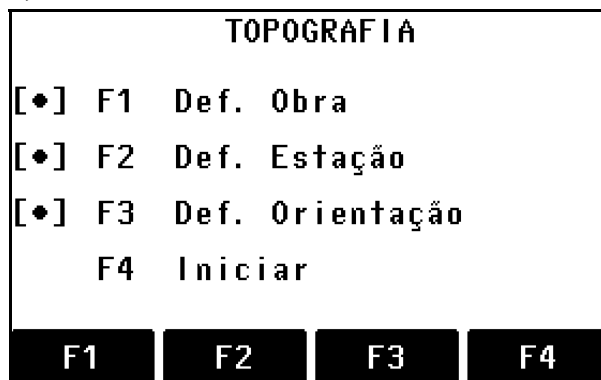 TOPOGRAFIA
[•] F1 Def. Obra
[•] F2 Def. Estação
[•] F3 Def. Orientação
F4 Iniciar
F1 F2 F3 F4